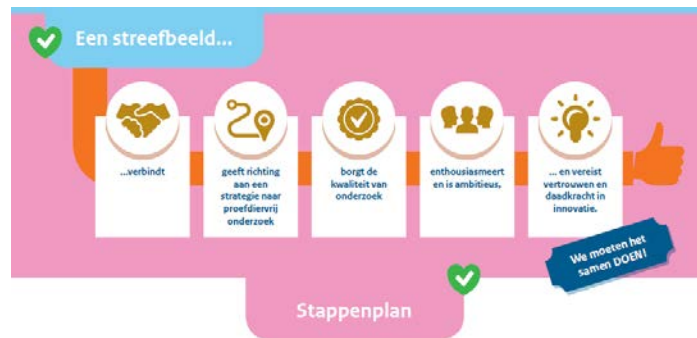 Een streefbeeld...
...verbindt
geeft richting
aan een
strategie naar
proefdiervrij
onderzoek
borgt de
kwaliteit van
onderzoek
enthousiasmeert
en is ambitieus,
... en vereist
vertrouwen en
daadkracht in
innovatie.
We moeten het
samen DOEN!
Stappenplan